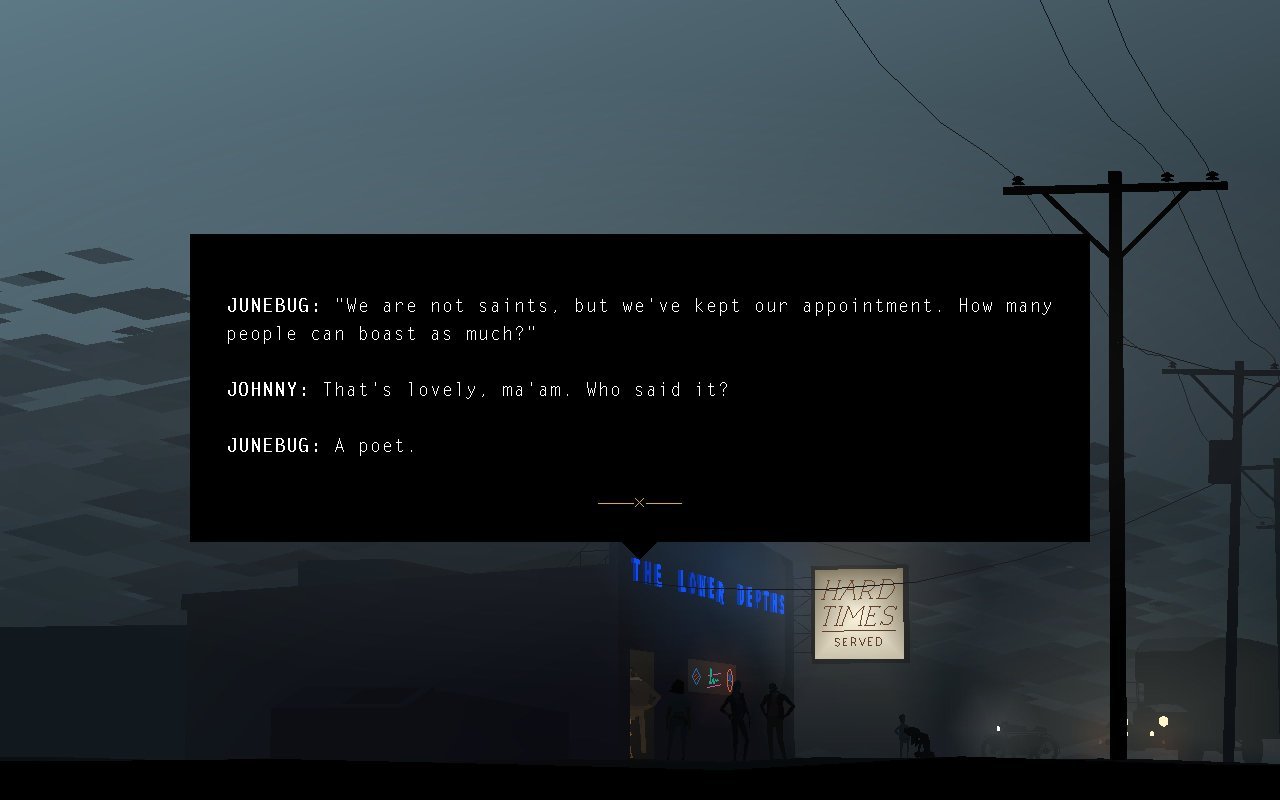 JUNEBUG: "We are not saints, but we've kept our appointment. How many
people can boast as much?"
JOHNNY: That's lovely, ma'am. Who said it?
JUNEBUG: A poet.
THE LOWER DEPTHS
HARD
TIMES
SERVED